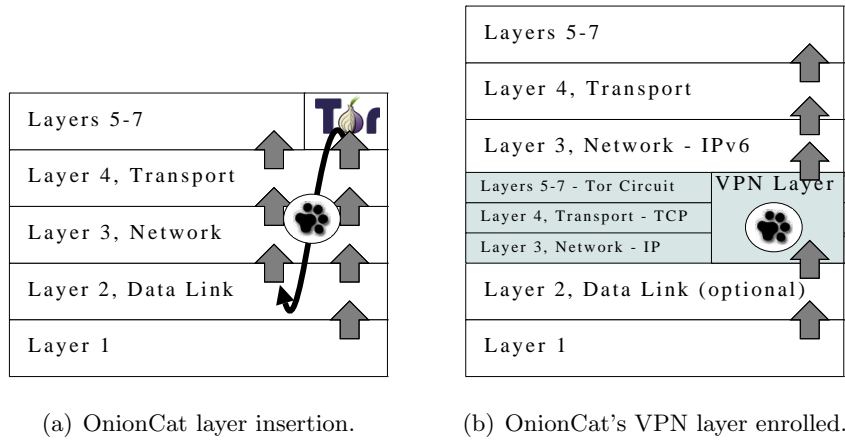 Layers 5-7
Tor
Layer 4, Transport
Layer 3, Network
Layer 2, Data Link
Layer 1
(a) OnionCat layer insertion.
Layers 5-7
Layer 4, Transport
Layer 3, Network - IPv6
Layers 5-7 - Tor Circuit
VPN Layer
Layer 4, Transport - TCP
Layer 3, Network - IP
Layer 2, Data Link (optional)
Layer 1
(b) OnionCat's VPN layer enrolled.